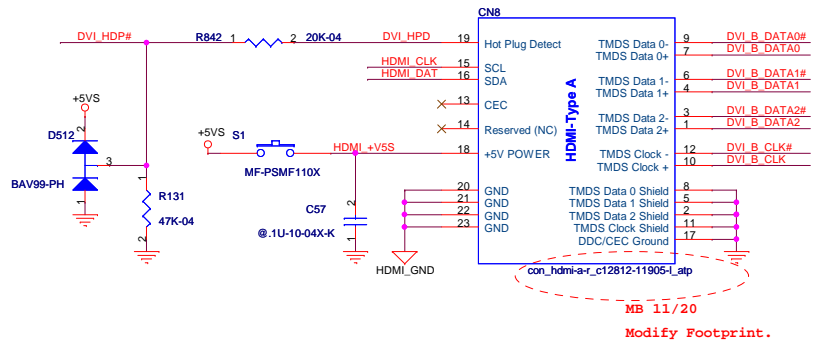 CN8
DVI_HDP#
R842
1
2
20K-04
DVI_HPD
19
Hot Plug Detect
HDMI_CLK
15
SCL
HDMI_DAT
16
SDA
13
CEC
14
Reserved (NC)
18
+5V POWER
20
GND
21
GND
22
GND
23
GND
HDMI-Type A
TMDS Data 0-
9
DVI_B_DATA0#
TMDS Data 0+
7
DVI_B_DATA0
TMDS Data 1-
6
DVI_B_DATA1#
TMDS Data 1+
4
DVI_B_DATA1
TMDS Data 2-
3
DVI_B_DATA2#
TMDS Data 2+
1
DVI_B_DATA2
TMDS Clock -
12
DVI_B_CLK#
TMDS Clock +
10
DVI_B_CLK
TMDS Data 0 Shield
8
TMDS Data 1 Shield
5
TMDS Data 2 Shield
2
TMDS Clock Shield
11
DDC/CEC Ground
17
+5VS
D512
2
3
BAV99-PH
1
1
R131
47K-04
2
+5VS
S1
HDMI_+V5S
MF-PSMF110X
C57
2
@.1U-10-04X-K
1
HDMI_GND
con_hdmi-a-r_c12812-11905-l_atp
MB 11/20
Modify Footprint.